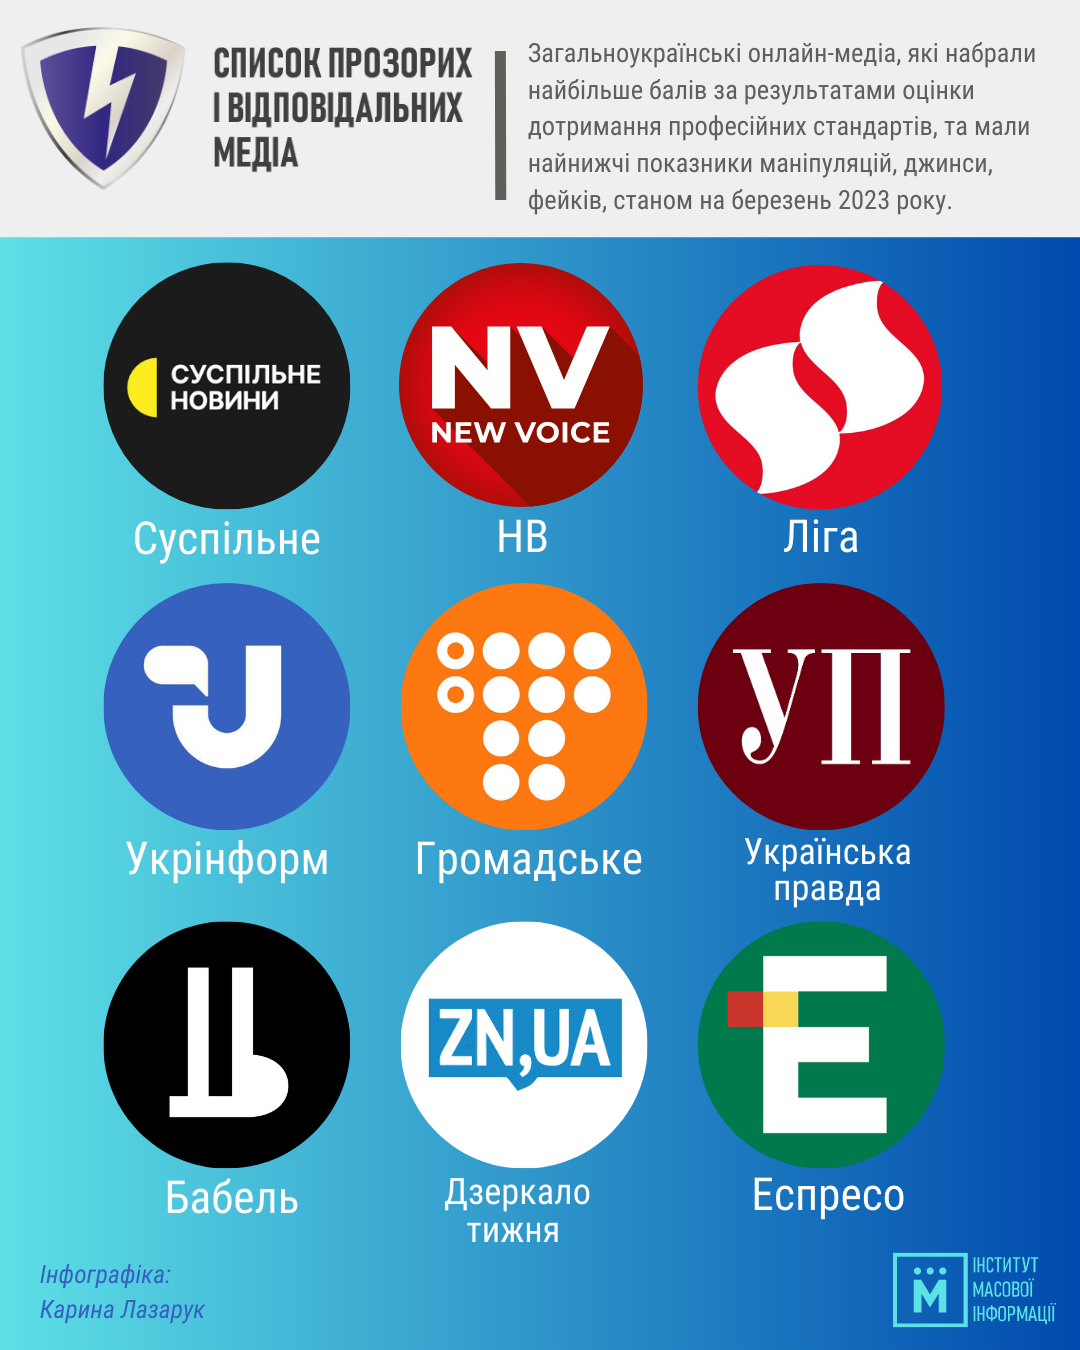 СПИСОК ПРОЗОРИХ
І ВІДПОВІДАЛЬНИХ
МЕДІА
Загальноукраїнські онлайн-медіа, які набрали
найбільше балів за результатами оцінки
дотримання професійних стандартів, та мали
найнижчі показники маніпуляцій, джинси,
фейків, станом на березень 2023 року.
СУСПІЛЬНЕ
НОВИНИ
Суспільне
NV
NEW VOICE
НВ
Ліга
Укрінформ
Громадське
УП
Українська
правда
Бабель
ZN,UA
Дзеркало
тижня
E
Еспресо
Інфографіка:
Карина Лазарук
М
ІНСТИТУТ
МАСОВОЇ
ІНФОРМАЦІЇ